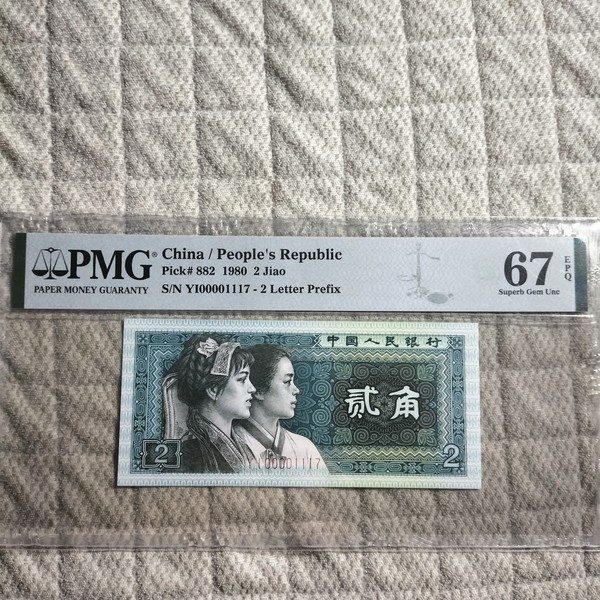 PMG
PAPER MONEY GUARANTY
China / People's Republic
Pick# 882 1980 2 Jiao
S/N YI00001117 - 2 Letter Prefix
67
EPQ
Superb Gem Unc
中国人民银行
贰角
YI00001117
2
2